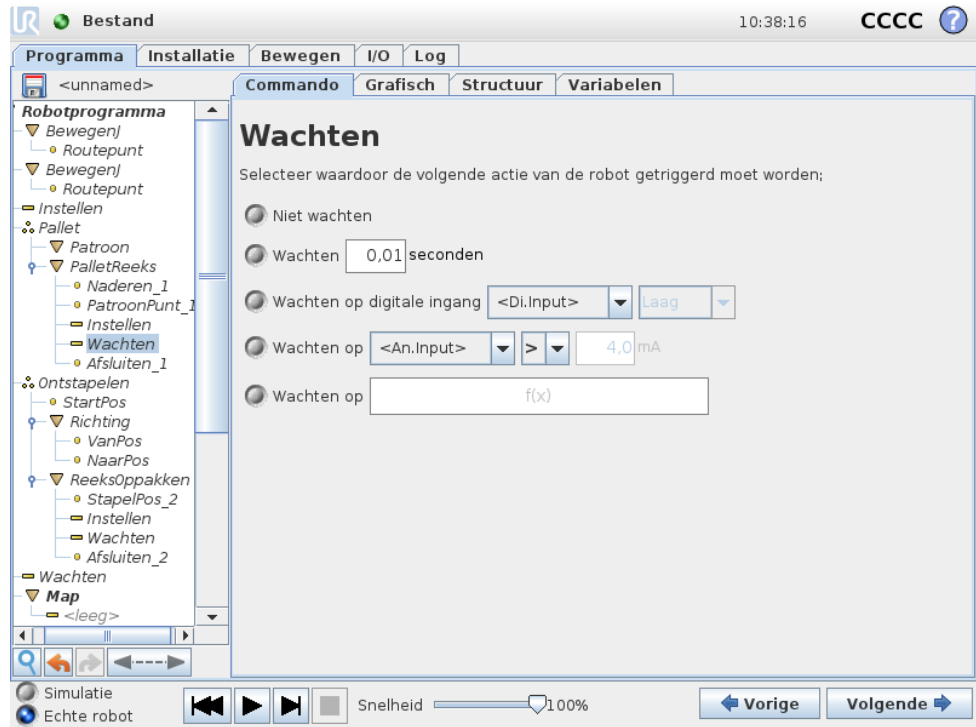 UR Bestand 10:38:16 CCCC ?
Programma Installatie Bewegen I/O Log
<unnamed>
Commando Grafisch Structuur Variabelen
Robotprogramma
BewegenJ
Routepunt
BewegenJ
Routepunt
Instellen
Pallet
Patroon
PalletReeks
Naderen_1
PatroonPunt_1
Instellen
Wachten
Afsluiten_1
Ontstapelen
StartPos
Richting
VanPos
NaarPos
ReeksOppakken
StapelPos_2
Instellen
Wachten
Afsluiten_2
Wachten
Map
<leeg>
Wachten
Selecteer waardoor de volgende actie van de robot getriggerd moet worden;
Niet wachten
Wachten 0,01 seconden
Wachten op digitale ingang <Di.Input> Laag
Wachten op <An.Input> > 4,0 mA
Wachten op f(x)
Simulatie
Echte robot
Snelheid 100%
Vorige Volgende